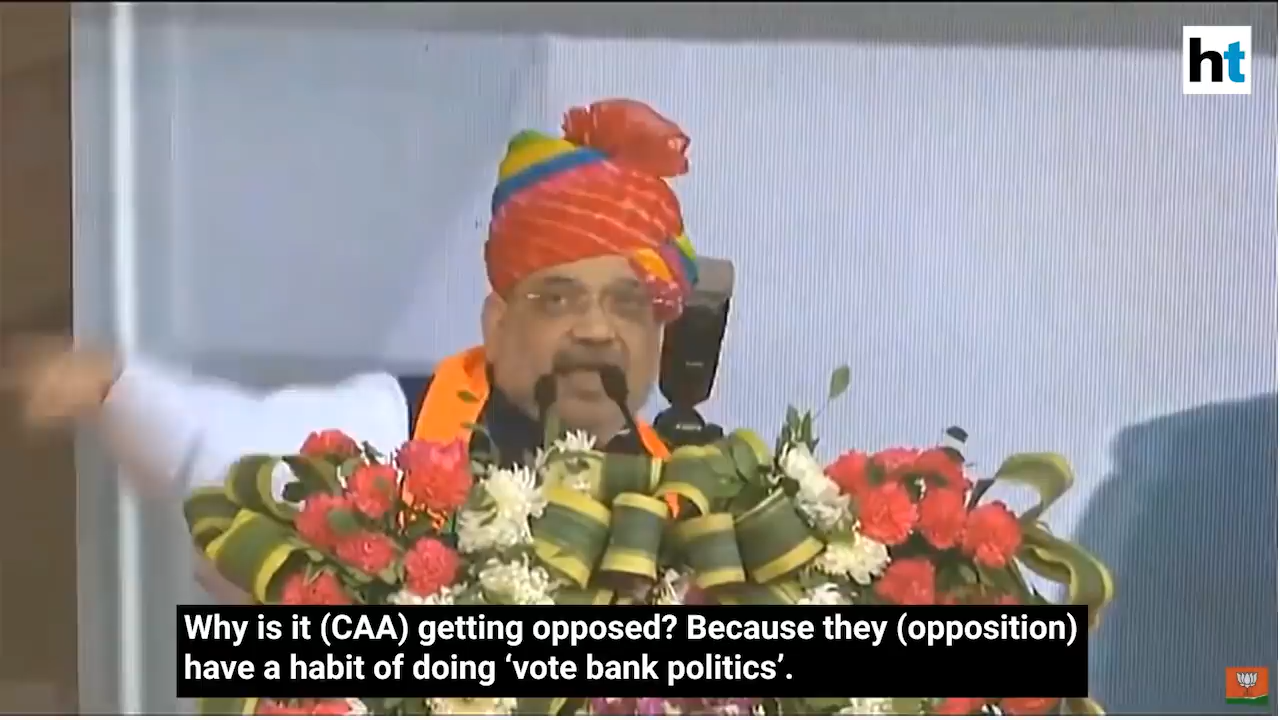 ht
Why is it (CAA) getting opposed? Because they (opposition)
have a habit of doing ‘vote bank politics’.